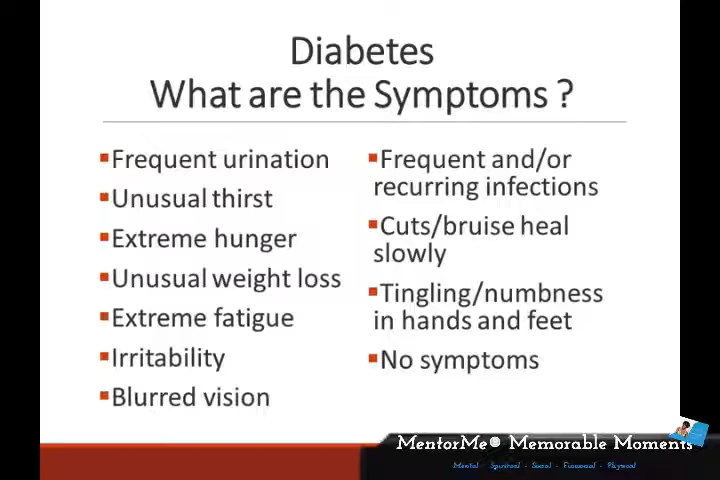 Diabetes
What are the Symptoms ?
Frequent urination
Unusual thirst
Extreme hunger
Unusual weight loss
Extreme fatigue
Irritability
Blurred vision
Frequent and/or
recurring infections
Cuts/bruise heal
slowly
Tingling/numbness
in hands and feet
No symptoms
MentorMe® Memorable Moments
Mental - Spiritual - Social - Financial - Physical